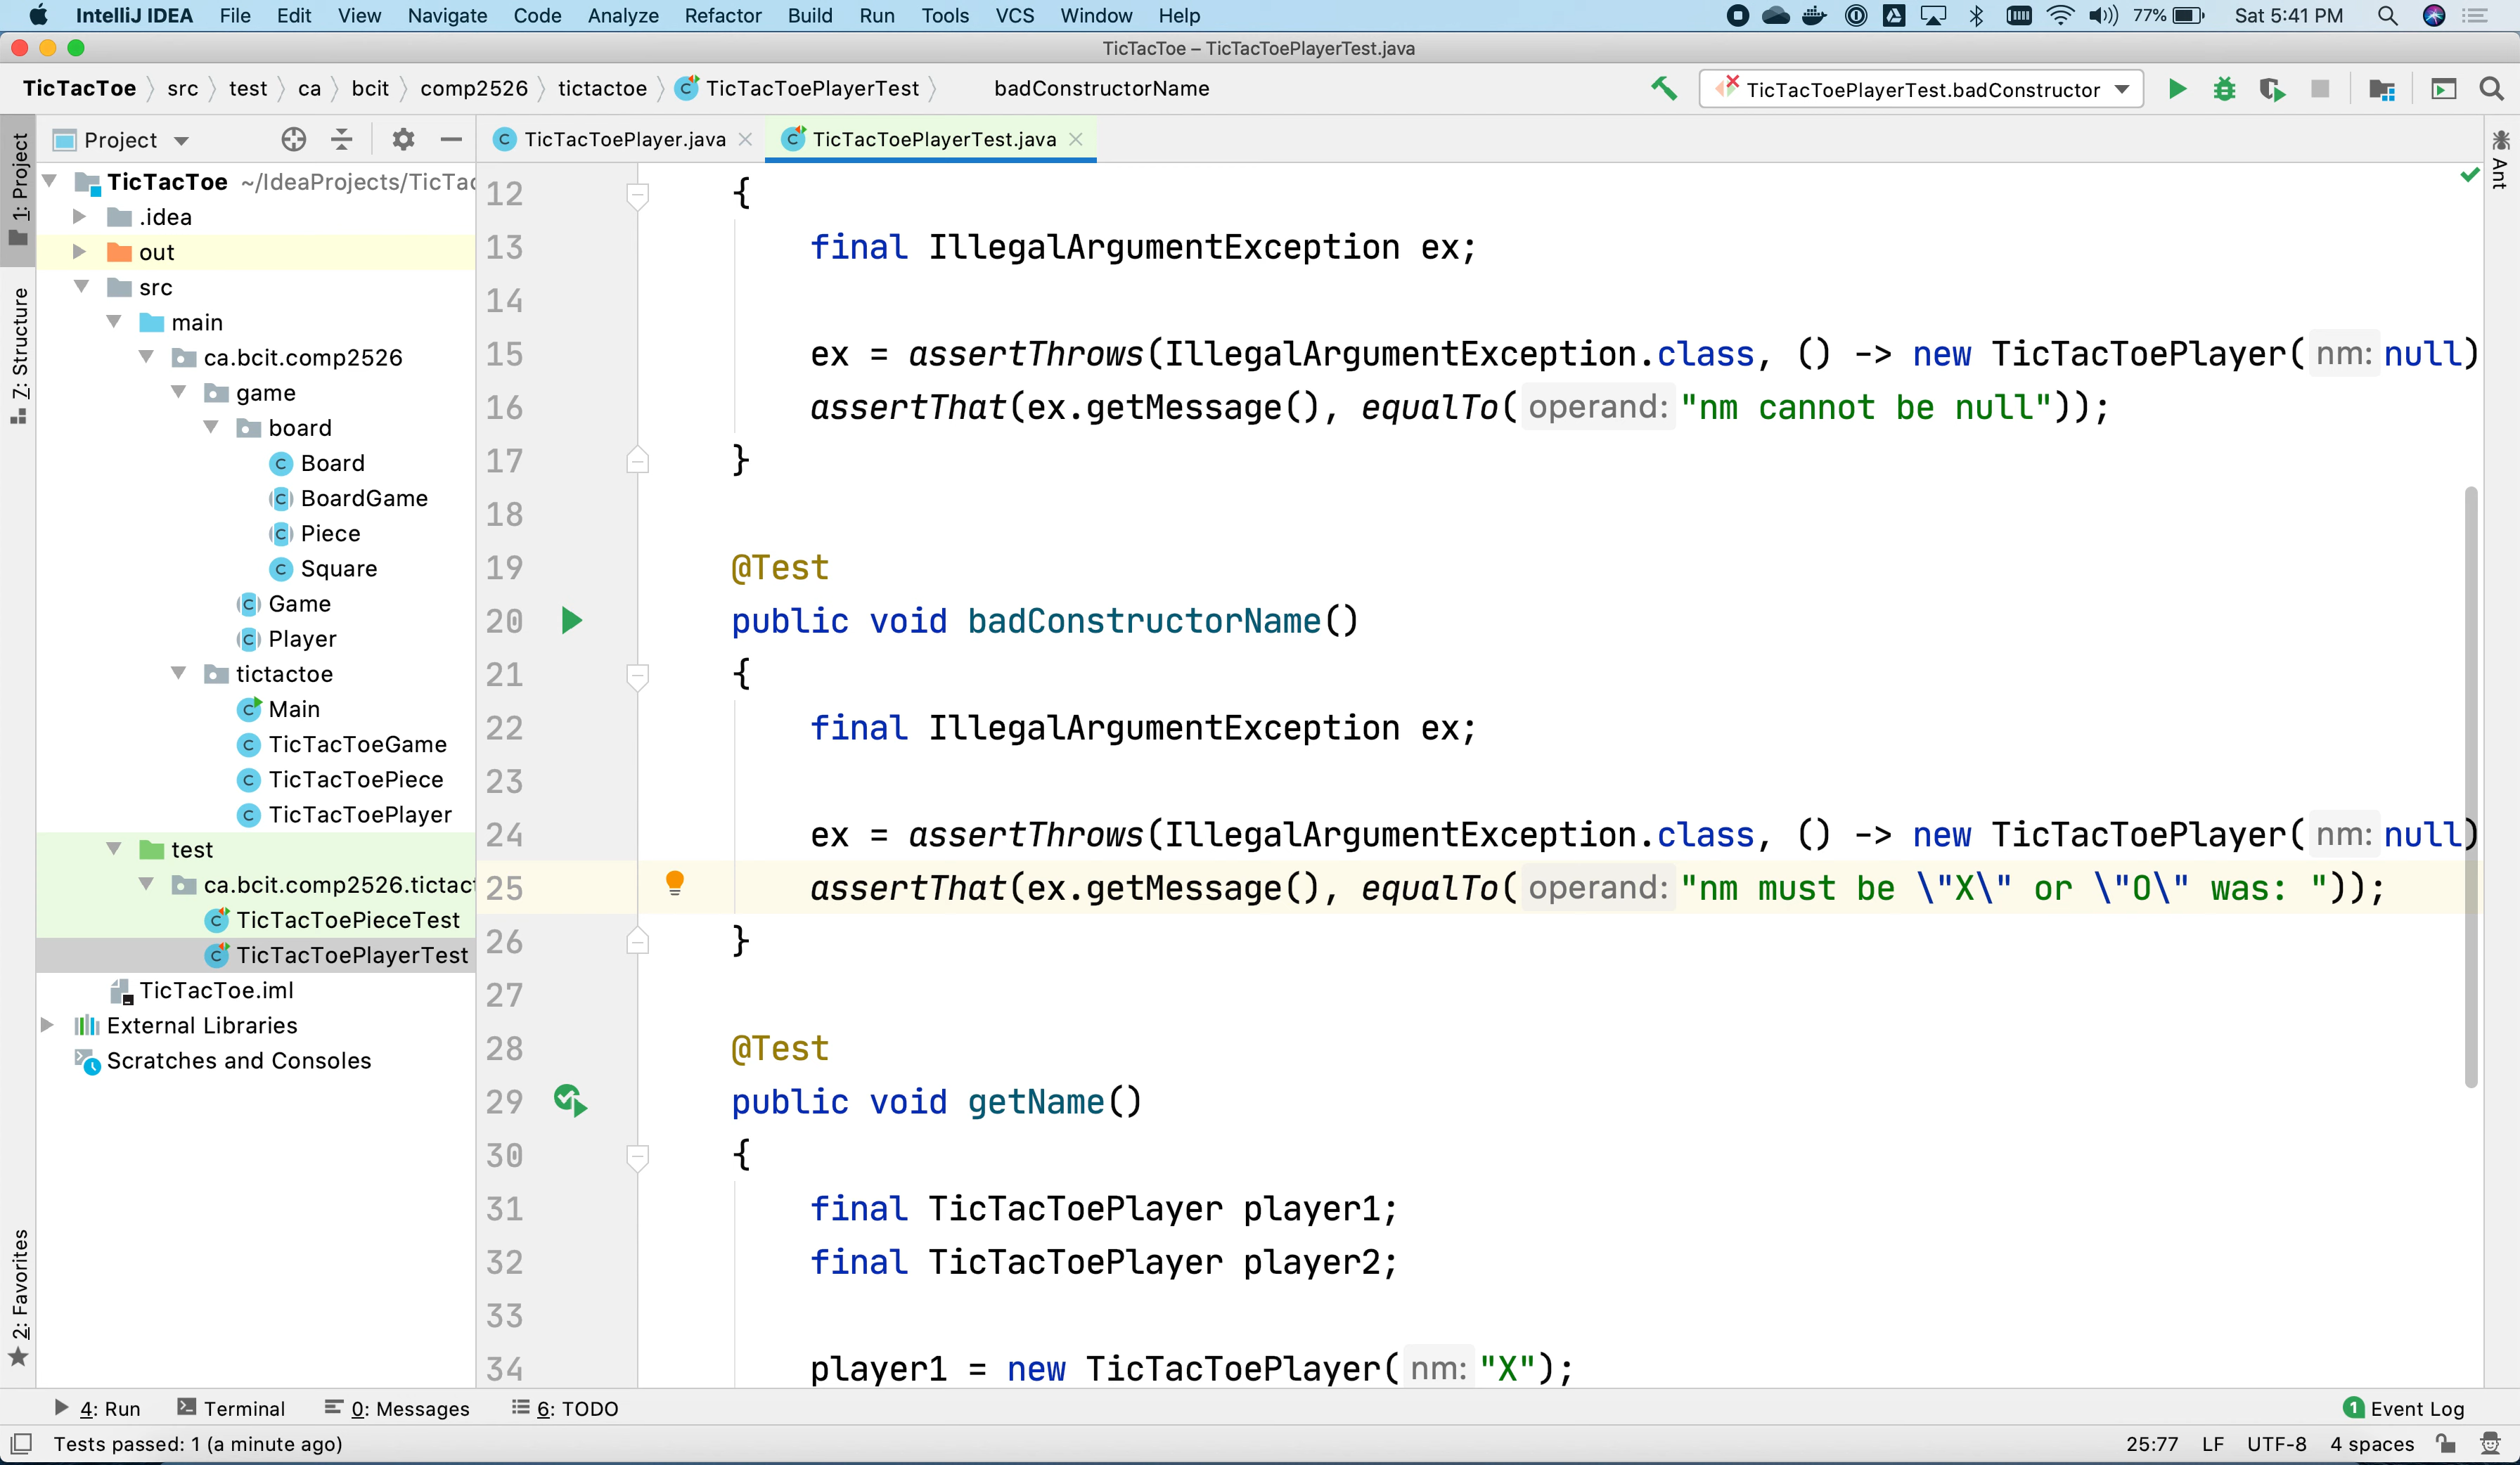 IntelliJ IDEA File Edit View Navigate Code Analyze Refactor Build Run Tools VCS Window Help 77% Sat 5:41 PM
TicTacToe – TicTacToePlayerTest.java
TicTacToe src test ca bcit comp2526 tictactoe TicTacToePlayerTest badConstructorName TicTacToePlayerTest.badConstructor
1: Project
7: Structure
2: Favorites
Project
TicTacToe ~/IdeaProjects/TicTac
.idea
out
src
main
ca.bcit.comp2526
game
board
Board
BoardGame
Piece
Square
Game
Player
tictactoe
Main
TicTacToeGame
TicTacToePiece
TicTacToePlayer
test
ca.bcit.comp2526.tictact
TicTacToePieceTest
TicTacToePlayerTest
TicTacToe.iml
External Libraries
Scratches and Consoles
TicTacToePlayer.java TicTacToePlayerTest.java
12 {
13 final IllegalArgumentException ex;
14
15 ex = assertThrows(IllegalArgumentException.class, () -> new TicTacToePlayer( nm: null)
16 assertThat(ex.getMessage(), equalTo( operand: "nm cannot be null"));
17 }
18
19 @Test
20 public void badConstructorName()
21 {
22 final IllegalArgumentException ex;
23
24 ex = assertThrows(IllegalArgumentException.class, () -> new TicTacToePlayer( nm: null)
25 assertThat(ex.getMessage(), equalTo( operand: "nm must be \"X\" or \"O\" was: "));
26 }
27
28 @Test
29 public void getName()
30 {
31 final TicTacToePlayer player1;
32 final TicTacToePlayer player2;
33
34 player1 = new TicTacToePlayer( nm: "X");
Ant
4: Run Terminal 0: Messages 6: TODO 1 Event Log
Tests passed: 1 (a minute ago) 25:77 LF UTF-8 4 spaces